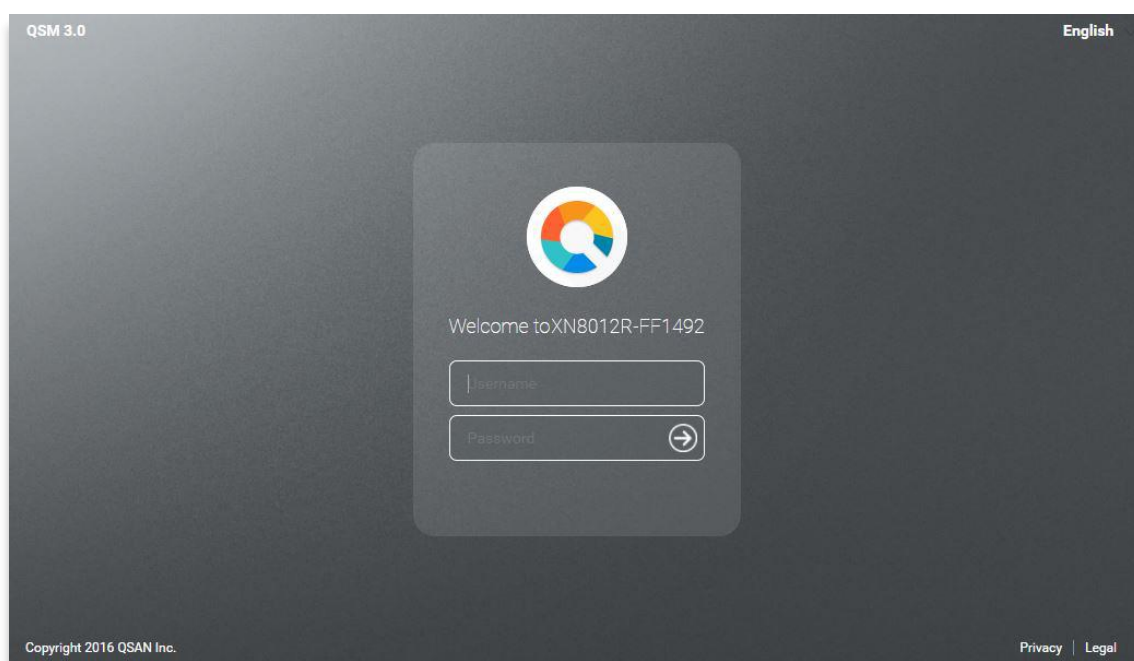 QSM 3.0
English
Welcome toXN8012R-FF1492
Username
Password
Copyright 2016 QSAN Inc.
Privacy | Legal